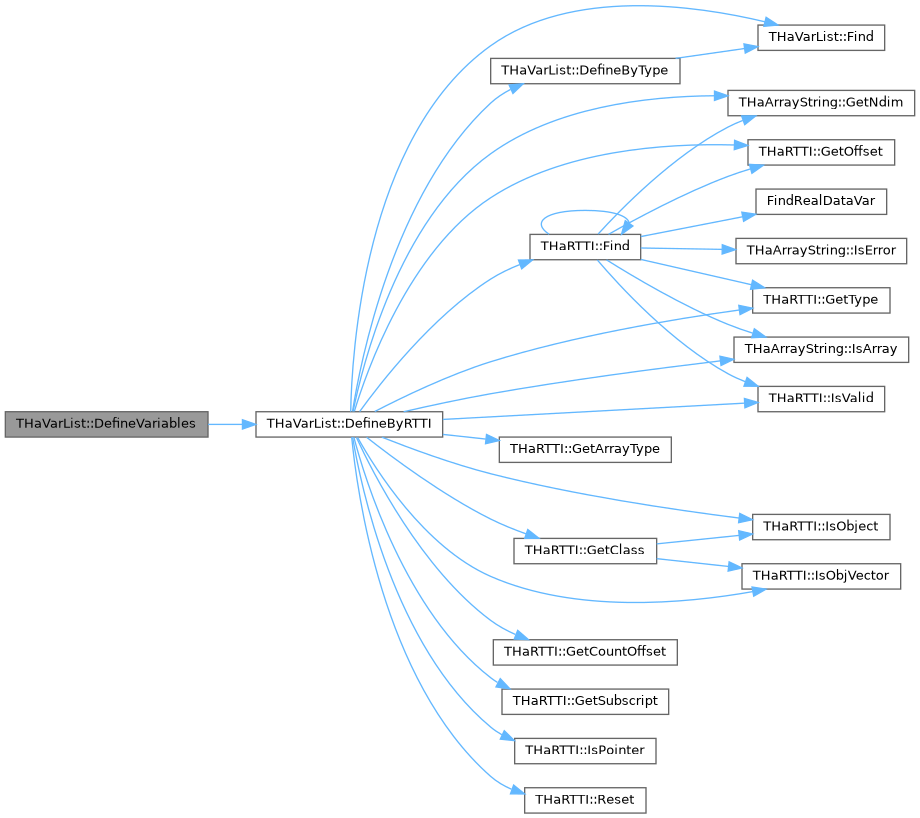 THaVarList::Find
THaVarList::DefineByType
THaArrayString::GetNdim
THaRTTI::GetOffset
FindRealDataVar
THaRTTI::Find
THaArrayString::IsError
THaRTTI::GetType
THaArrayString::IsArray
THaRTTI::IsValid
THaVarList::DefineVariables
THaVarList::DefineByRTTI
THaRTTI::GetArrayType
THaRTTI::IsObject
THaRTTI::GetClass
THaRTTI::IsObjVector
THaRTTI::GetCountOffset
THaRTTI::GetSubscript
THaRTTI::IsPointer
THaRTTI::Reset